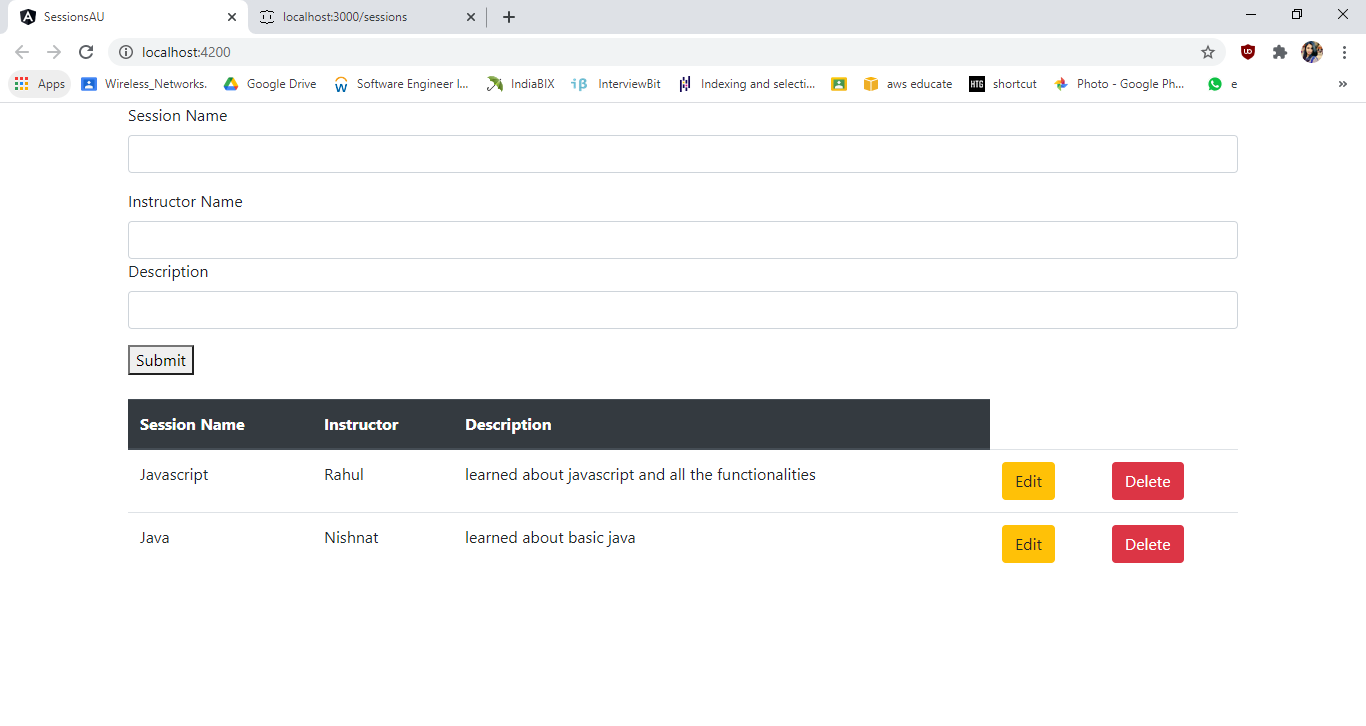 SessionsAU localhost:3000/sessions
localhost:4200
Apps Wireless_Networks. Google Drive Software Engineer I... IndiaBIX InterviewBit Indexing and selecti... HTG aws educate shortcut Photo - Google Ph... e »
Session Name
Instructor Name
Description
Submit
Session Name Instructor Description
Javascript Rahul learned about javascript and all the functionalities Edit Delete
Java Nishnat learned about basic java Edit Delete